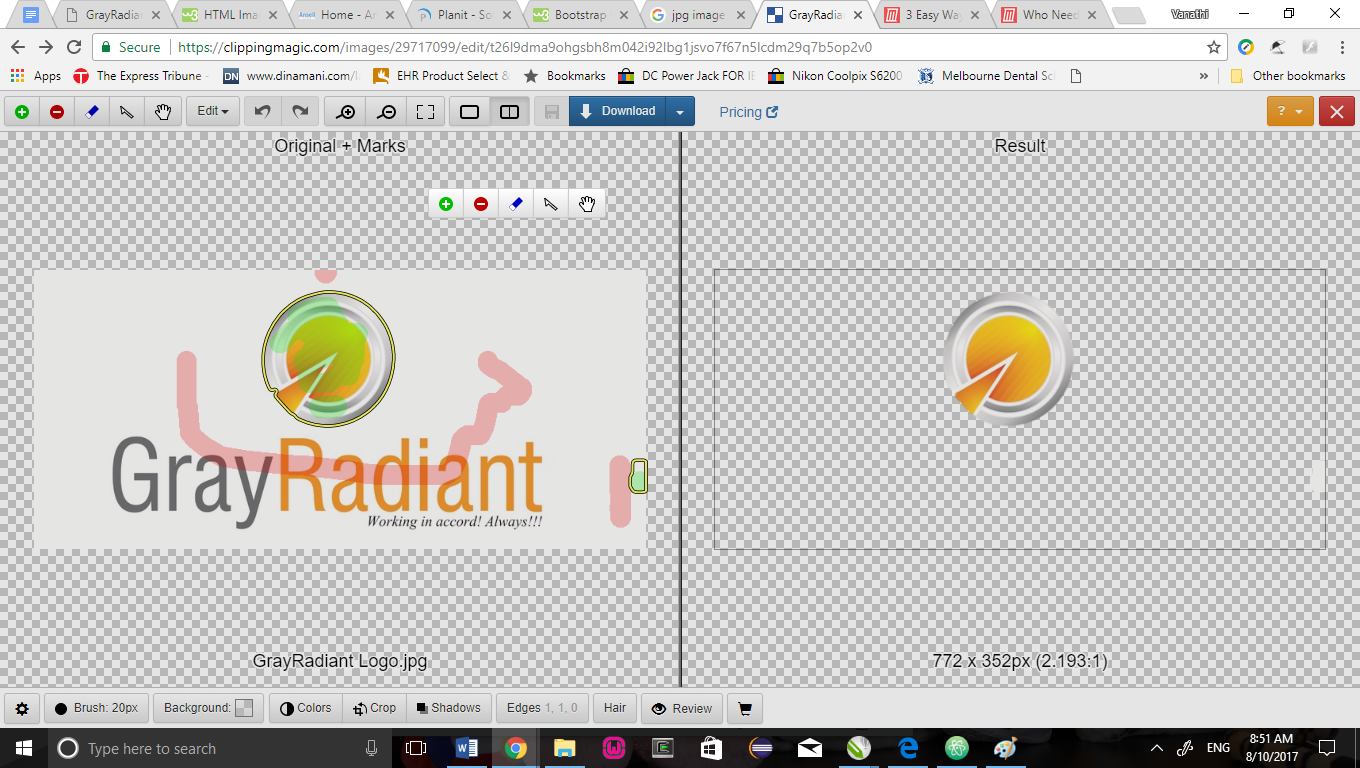 GrayRadia
HTML Ima
Home - A
Planit - So
Bootstrap
jpg image
GrayRadia
3 Easy Wa
Who Need
Vanathi
Secure
https://clippingmagic.com/images/29717099/edit/t26l9dma9ohgsbh8m042i92lbg1jsvo7f67n5lcdm29q7b5op2v0
Apps
The Express Tribune
DN
www.dinamani.com/
EHR Product Select &
Bookmarks
DC Power Jack FOR
Nikon Coolpix S6200
Melbourne Dental Sc
»
Other bookmarks
Edit
Download
Pricing
?
Original + Marks
Result
GrayRadiant
Working in accord! Always!!!
GrayRadiant Logo.jpg
772 x 352px (2.193:1)
Brush: 20px
Background:
Colors
Crop
Shadows
Edges 1, 1, 0
Hair
Review
Type here to search
ENG
8:51 AM
8/10/2017